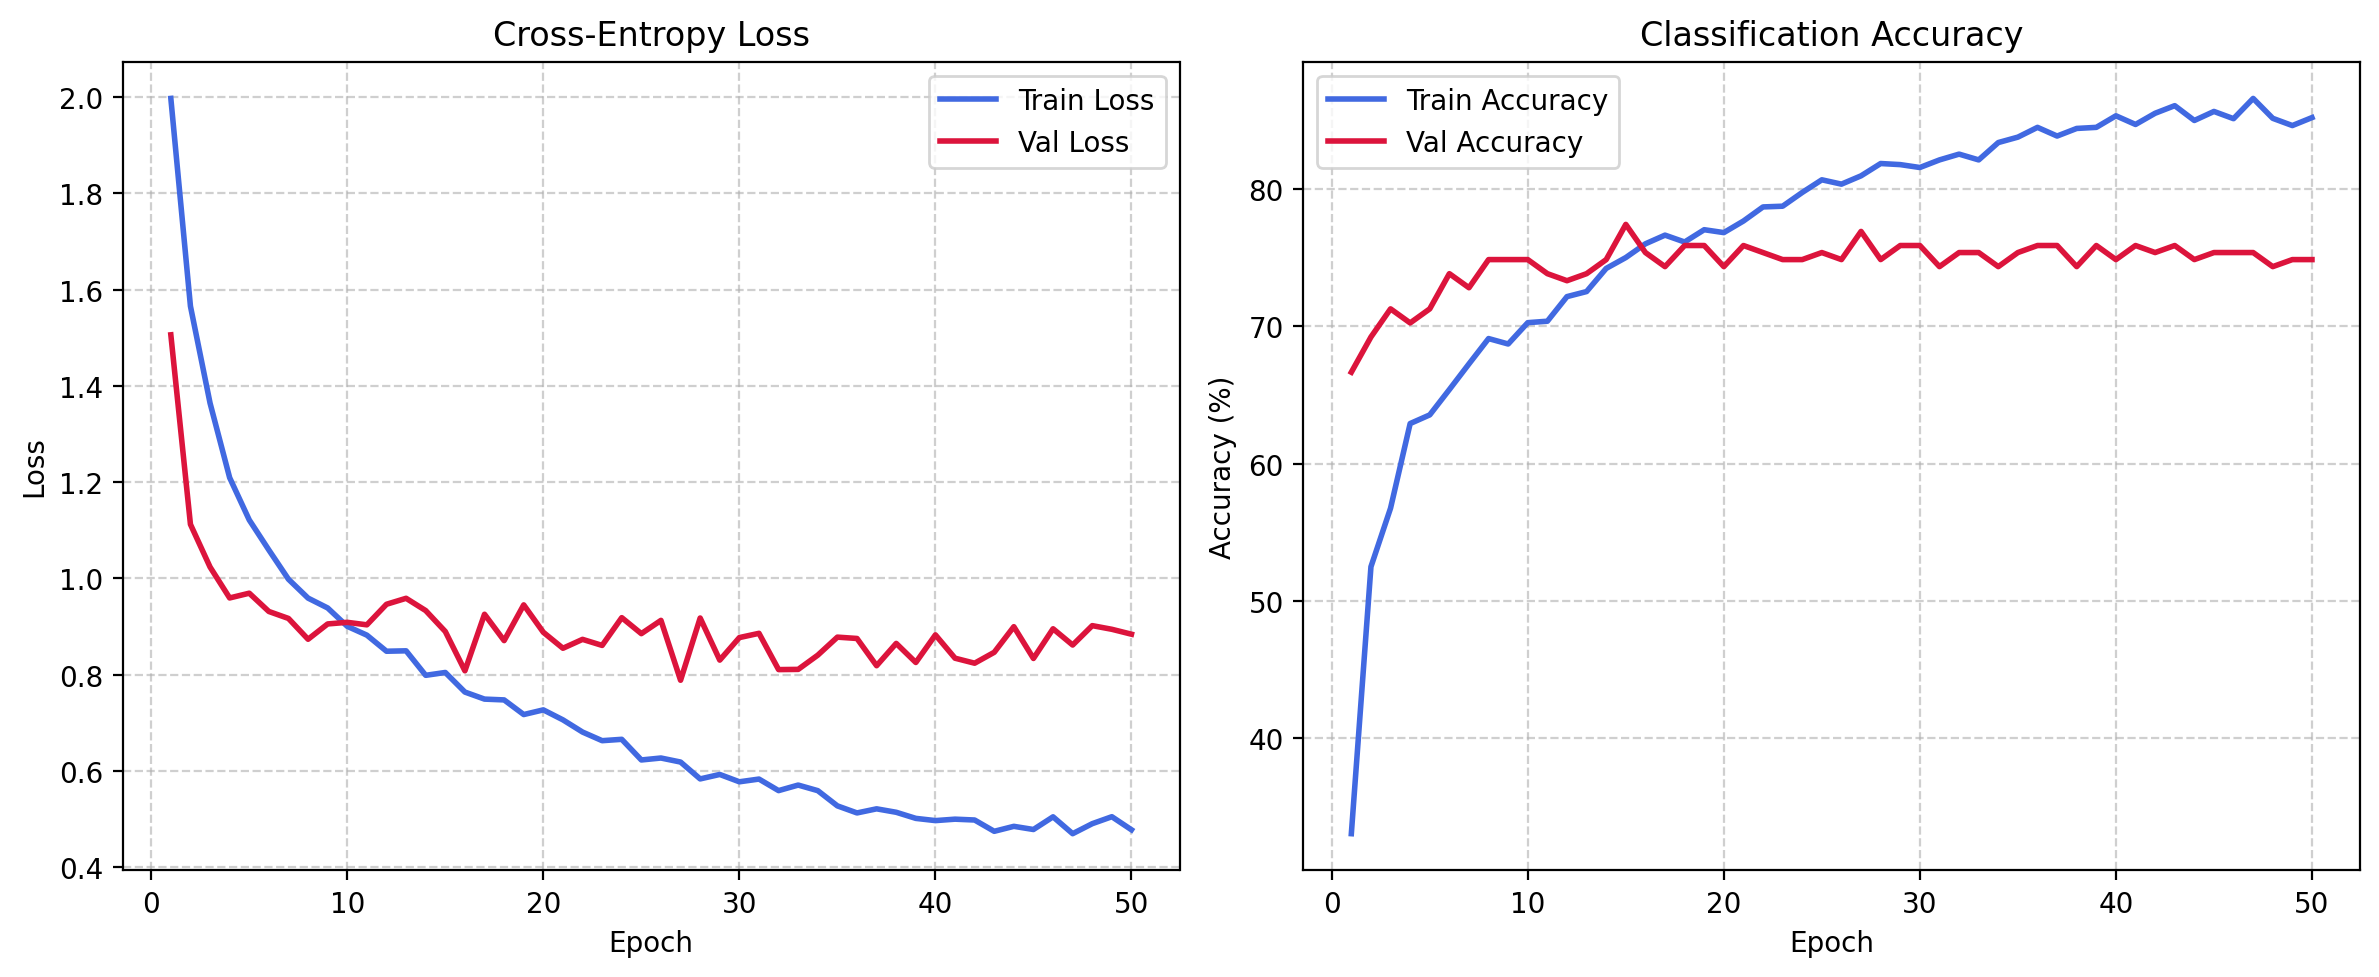 Cross-Entropy Loss
Train Loss
Val Loss
2.0
1.8
1.6
1.4
1.2
1.0
0.8
0.6
0.4
Loss
0 10 20 30 40 50
Epoch
Classification Accuracy
Train Accuracy
Val Accuracy
80
70
60
50
40
Accuracy (%)
0 10 20 30 40 50
Epoch